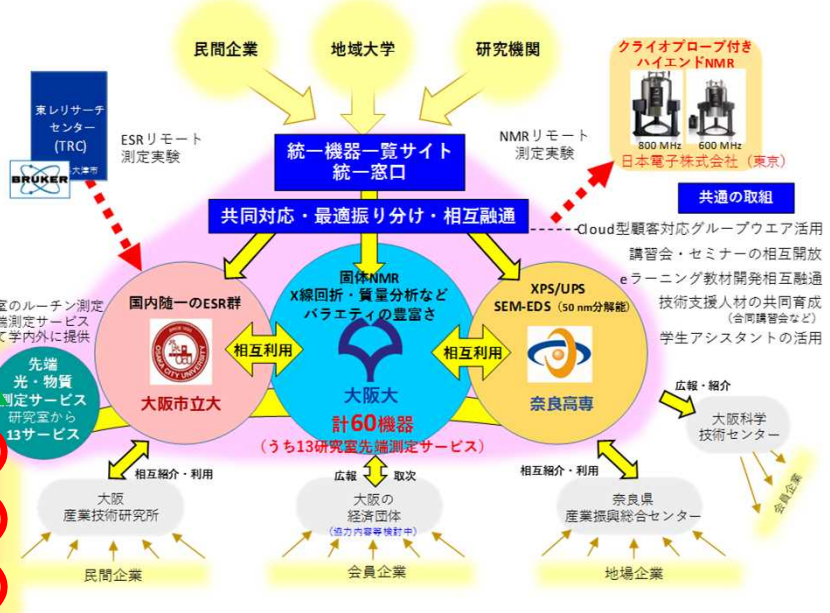 民間企業
地域大学
研究機関
クライオプローブ付き
ハイエンドNMR
800 MHz
600 MHz
日本電子株式会社（東京）
東レリサーチ
センター
(TRC)
大津市
BRUKER
ESRリモート
測定実験
NMRリモート
測定実験
統一機器一覧サイト
統一窓口
共同対応・最適振り分け・相互融通
共通の取組
Cloud型顧客対応グループウエア活用
講習会・セミナーの相互開放
eラーニング教材開発相互融通
技術支援人材の共同育成
（合同講習会など）
学生アシスタントの活用
室のルーチン測定
端測定サービス
て学内外に提供
先端
光・物質
測定サービス
研究室から
13サービス
国内随一のESR群
OSAKA CITY UNIVERSITY
大阪市立大
相互利用
固体NMR
X線回折・質量分析など
バラエティの豊富さ
大阪大
計60機器
（うち13研究室先端測定サービス）
相互利用
XPS/UPS
SEM-EDS（50 nm分解能）
奈良高専
広報・紹介
大阪科学
技術センター
会員企業
相互紹介・利用
大阪
産業技術研究所
民間企業
広報
取次
大阪の
経済団体
（協力内容等検討中）
会員企業
相互紹介・利用
奈良県
産業振興総合センター
地場企業